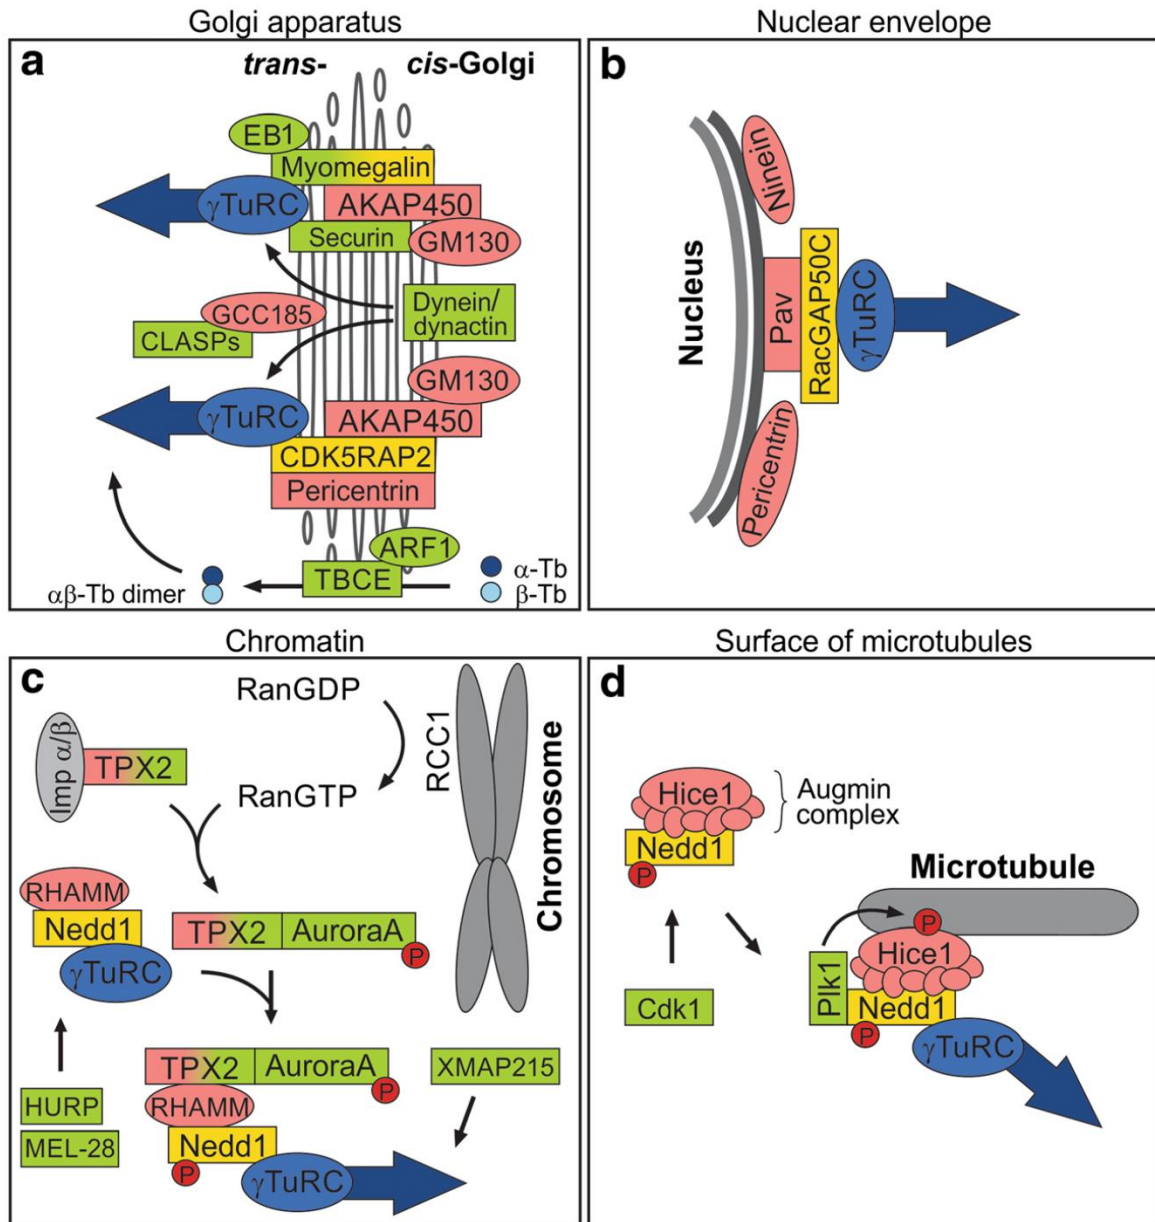 Golgi apparatus
a
trans-
cis-Golgi
EB1
Myomegalin
γTuRC
AKAP450
Securin
GM130
Dynein/
dynactin
GCC185
CLASPs
GM130
γTuRC
AKAP450
CDK5RAP2
Pericentrin
ARF1
TBCE
αβ-Tb dimer
α-Tb
β-Tb
Nuclear envelope
b
Nucleus
Ninein
Pav
RacGAP50C
γTuRC
Pericentrin
Chromatin
c
RanGDP
Imp α/β
TPX2
RanGTP
RCC1
Chromosome
RHAMM
Nedd1
γTuRC
TPX2
AuroraA
P
TPX2
AuroraA
P
XMAP215
RHAMM
HURP
MEL-28
Nedd1
P
γTuRC
Surface of microtubules
d
Hice1
Augmin
complex
Nedd1
P
Microtubule
P
Hice1
Plk1
Cdk1
Nedd1
P
γTuRC